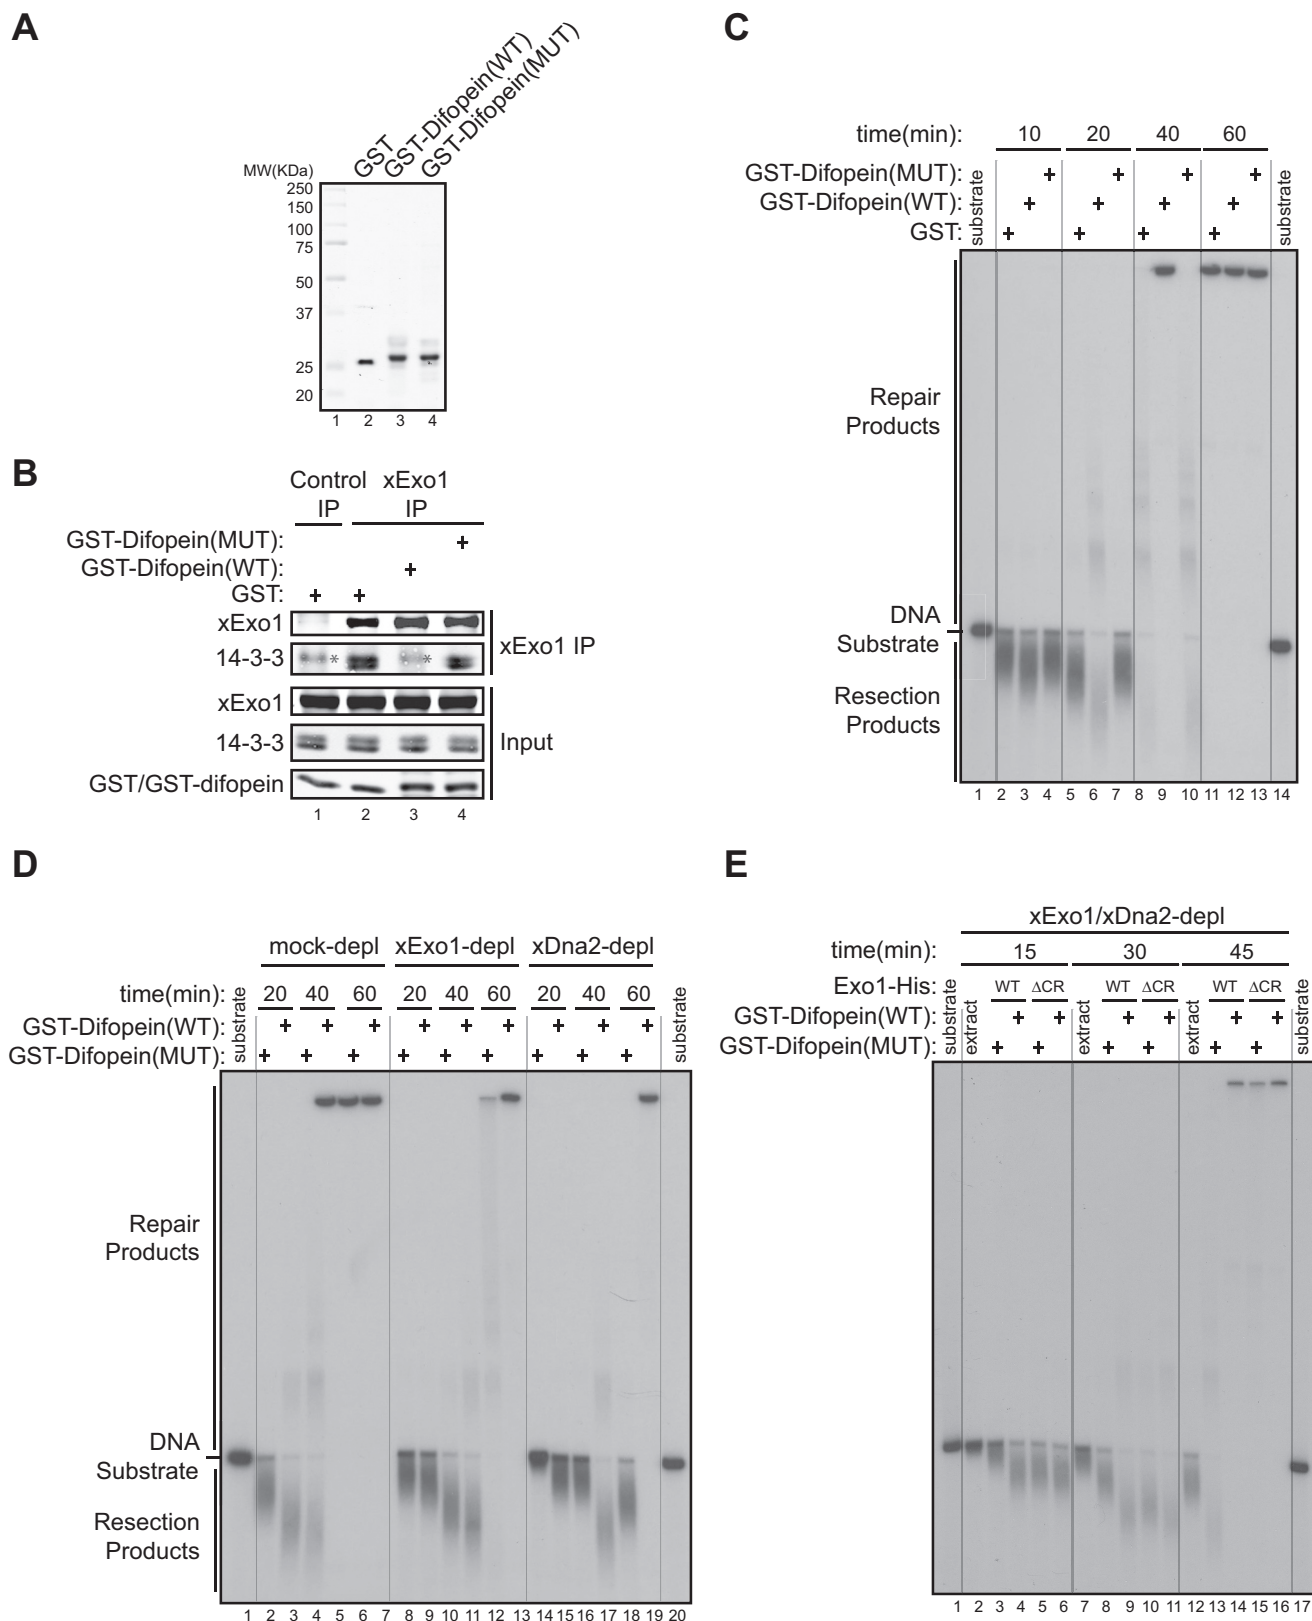 A
GST
GST-Difopein(WT)
GST-Difopein(MUT)
MW(KDa)
250
150
100
75
50
37
25
20
1 2 3 4
B
Control xExo1
IP IP
GST-Difopein(MUT): +
GST-Difopein(WT): +
GST: + +
xExo1
14-3-3 * *
xExo1 IP
xExo1
14-3-3
Input
GST/GST-difopein
1 2 3 4
C
time(min): 10 20 40 60
GST-Difopein(MUT): + + + +
GST-Difopein(WT): + + + +
GST: + + + +
substrate
substrate
Repair
Products
DNA
Substrate
Resection
Products
1 2 3 4 5 6 7 8 9 10 11 12 13 14
D
mock-depl xExo1-depl xDna2-depl
time(min): 20 40 60 20 40 60 20 40 60
GST-Difopein(WT): + + + + + + + + +
GST-Difopein(MUT): + + + + + + + + +
substrate
substrate
Repair
Products
DNA
Substrate
Resection
Products
1 2 3 4 5 6 7 8 9 10 11 12 13 14 15 16 17 18 19 20
E
xExo1/xDna2-depl
time(min): 15 30 45
Exo1-His: WT ΔCR WT ΔCR WT ΔCR
GST-Difopein(WT): + + + + + +
GST-Difopein(MUT): + + + + + +
substrate
extract
extract
extract
substrate
1 2 3 4 5 6 7 8 9 10 11 12 13 14 15 16 17